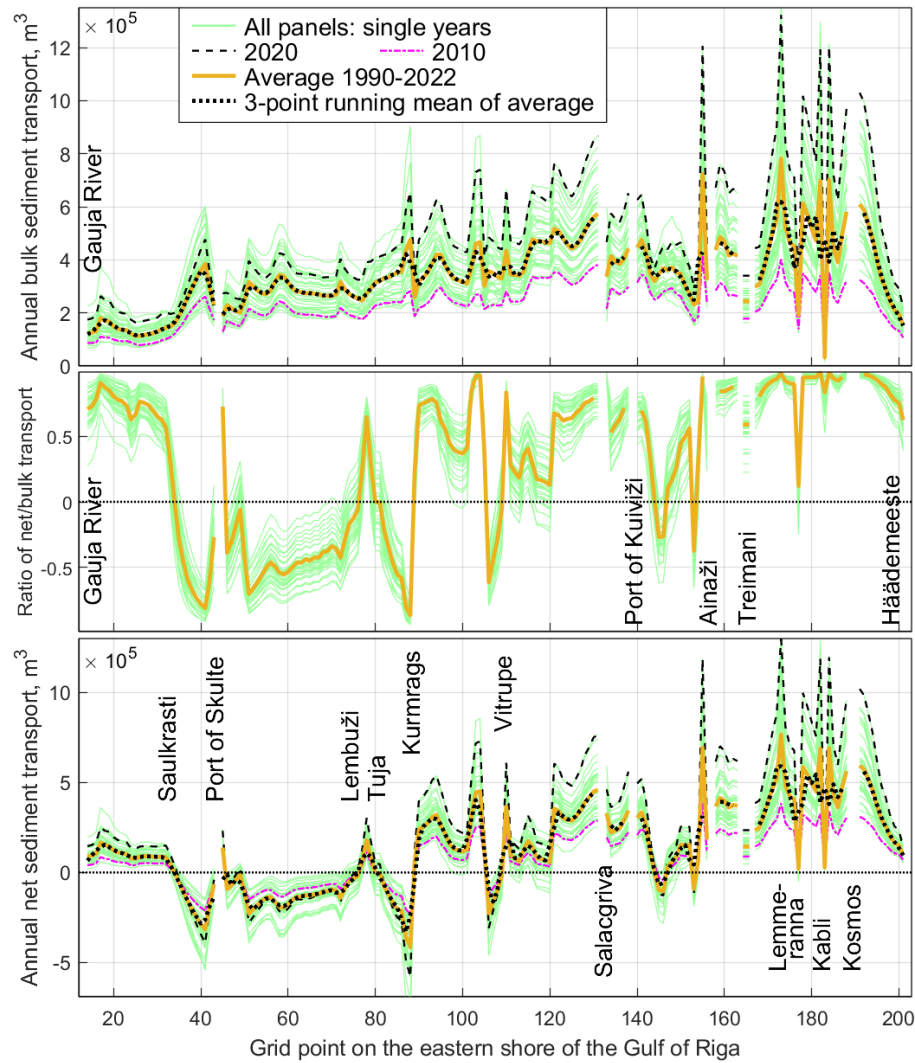 × 10⁵
All panels: single years
2020
2010
Average 1990-2022
3-point running mean of average
Annual bulk sediment transport, m³
12
10
8
6
4
2
0
Gauja River
Ratio of net/bulk transport
0.5
0
-0.5
Gauja River
Port of Kuiviži
Ainaži
Treimani
Häädemeeste
Annual net sediment transport, m³
× 10⁵
10
5
0
-5
Saulkrasti
Port of Skulte
Lembuži
Tuja
Kurmrags
Vitrupe
Salacgriva
Lemme-
ranna
Kabli
Kosmos
20 40 60 80 100 120 140 160 180 200
Grid point on the eastern shore of the Gulf of Riga